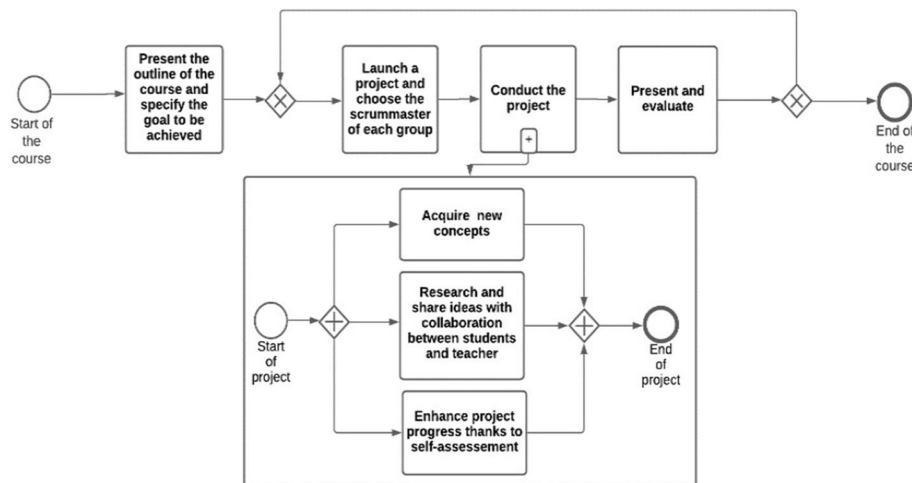 Present the
outline of the
course and
specify the
goal to be
achieved
Launch a
project and
choose the
scrummaster
of each group
Conduct the
project
Present and
evaluate
Start of
the
course
End of
the
course
Acquire new
concepts
Research and
share ideas with
collaboration
between students
and teacher
Enhance project
progress thanks to
self-assessement
Start
of
project
End
of
project